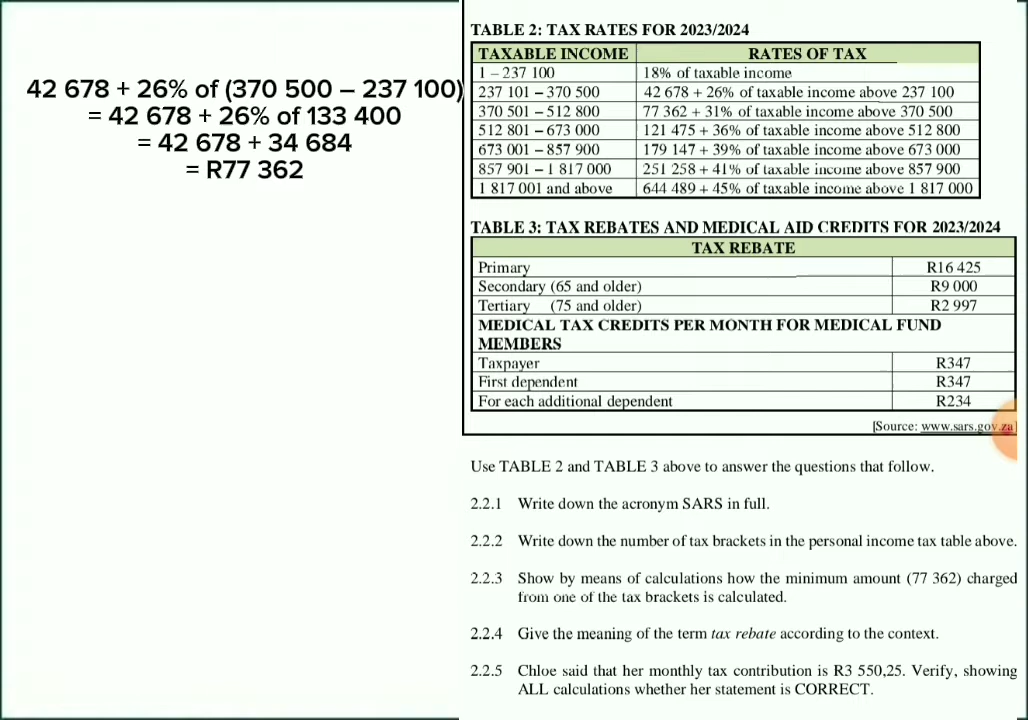 42 678 + 26% of (370 500 – 237 100)
= 42 678 + 26% of 133 400
= 42 678 + 34 684
= R77 362
TABLE 2: TAX RATES FOR 2023/2024
TAXABLE INCOME RATES OF TAX
1 – 237 100 18% of taxable income
237 101 – 370 500 42 678 + 26% of taxable income above 237 100
370 501 – 512 800 77 362 + 31% of taxable income above 370 500
512 801 – 673 000 121 475 + 36% of taxable income above 512 800
673 001 – 857 900 179 147 + 39% of taxable income above 673 000
857 901 – 1 817 000 251 258 + 41% of taxable income above 857 900
1 817 001 and above 644 489 + 45% of taxable income above 1 817 000
TABLE 3: TAX REBATES AND MEDICAL AID CREDITS FOR 2023/2024
TAX REBATE
Primary R16 425
Secondary (65 and older) R9 000
Tertiary (75 and older) R2 997
MEDICAL TAX CREDITS PER MONTH FOR MEDICAL FUND
MEMBERS
Taxpayer R347
First dependent R347
For each additional dependent R234
[Source: www.sars.gov.za]
Use TABLE 2 and TABLE 3 above to answer the questions that follow.
2.2.1 Write down the acronym SARS in full.
2.2.2 Write down the number of tax brackets in the personal income tax table above.
2.2.3 Show by means of calculations how the minimum amount (77 362) charged
from one of the tax brackets is calculated.
2.2.4 Give the meaning of the term tax rebate according to the context.
2.2.5 Chloe said that her monthly tax contribution is R3 550,25. Verify, showing
ALL calculations whether her statement is CORRECT.